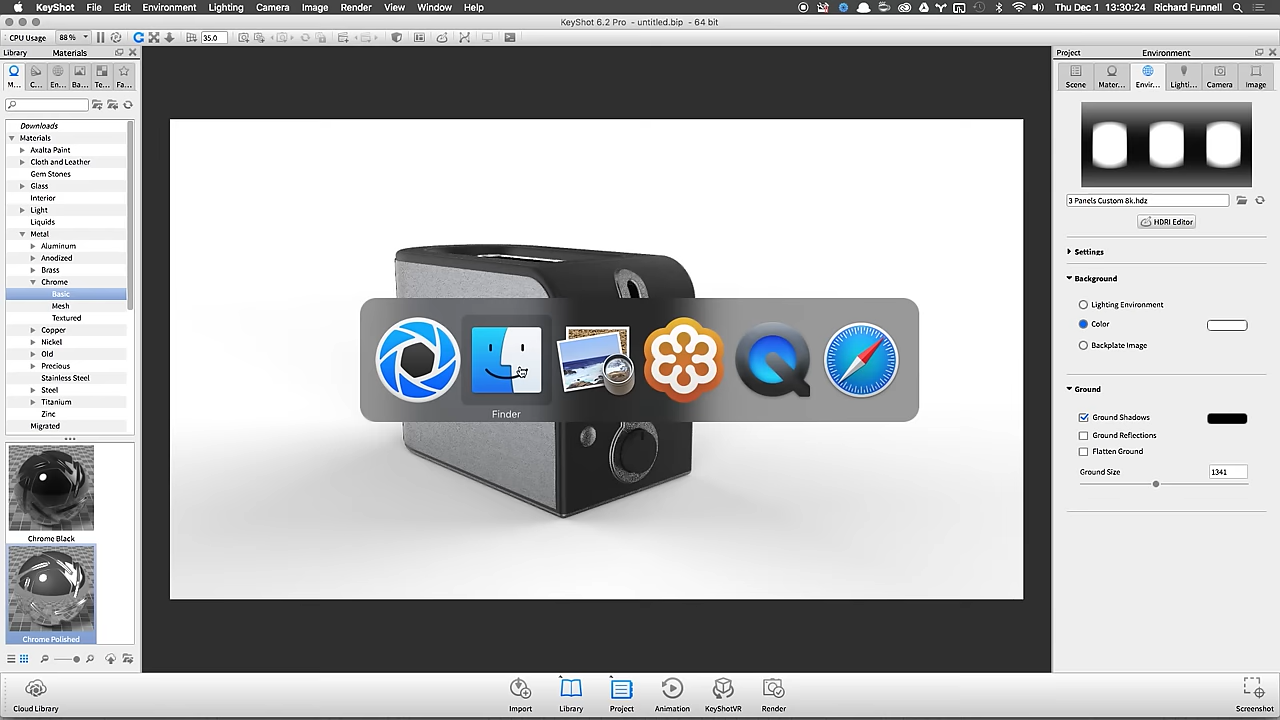 KeyShot File Edit Environment Lighting Camera Image Render View Window Help Thu Dec 1 13:30:24 Richard Funnell
KeyShot 6.2 Pro - untitled.bip - 64 bit
CPU Usage 88 % 35.0
Library Materials
M... C... En... Ba... Te... Fa...
Downloads
Materials
Axalta Paint
Cloth and Leather
Gem Stones
Glass
Interior
Light
Liquids
Metal
Aluminum
Anodized
Brass
Chrome
Basic
Mesh
Textured
Copper
Nickel
Old
Precious
Stainless Steel
Steel
Titanium
Zinc
Migrated
Chrome Black
Chrome Polished
Finder
Project Environment
Scene Mater... Envir... Lighti... Camera Image
3 Panels Custom 8k.hdz
HDRI Editor
Settings
Background
Lighting Environment
Color
Backplate Image
Ground
Ground Shadows
Ground Reflections
Flatten Ground
Ground Size 1341
Cloud Library Import Library Project Animation KeyShotVR Render Screenshot